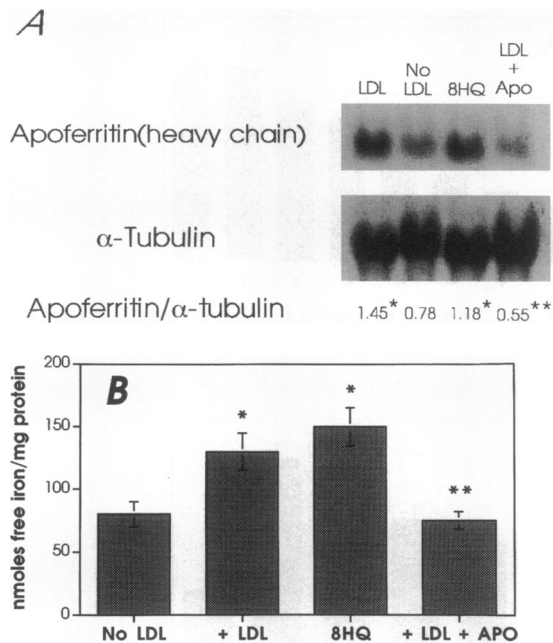 A
LDL
+
Apo
No
LDL
LDL
8HQ
Apoferritin(heavy chain)
α-Tubulin
Apoferritin/α-tubulin 1.45* 0.78 1.18* 0.55**
B
nmoles free iron/mg protein
200
150
100
50
0
*
*
**
No LDL + LDL 8HQ + LDL + APO